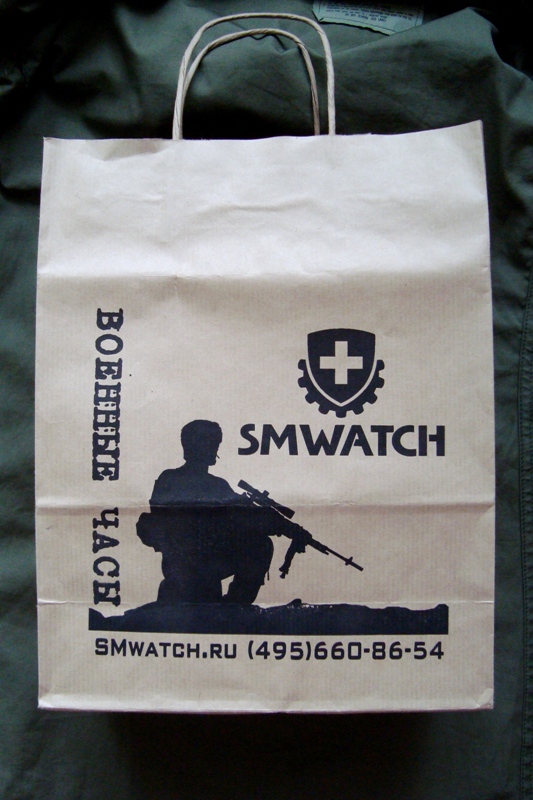 ВОЕННЫЕ ЧАСЫ
SMWATCH
SMWATCH.RU (495)660-86-54